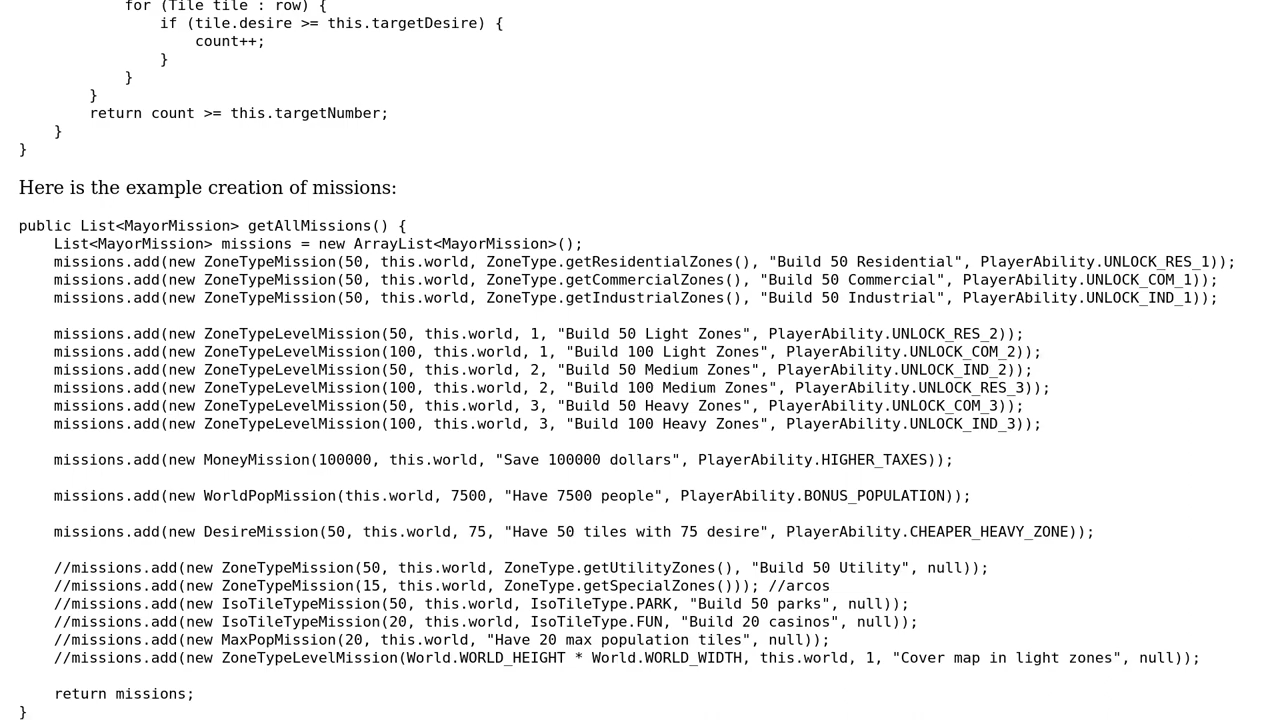 for (Tile tile : row) {
if (tile.desire >= this.targetDesire) {
count++;
}
}
}
return count >= this.targetNumber;
}
}
Here is the example creation of missions:
public List<MayorMission> getAllMissions() {
List<MayorMission> missions = new ArrayList<MayorMission>();
missions.add(new ZoneTypeMission(50, this.world, ZoneType.getResidentialZones(), "Build 50 Residential", PlayerAbility.UNLOCK_RES_1));
missions.add(new ZoneTypeMission(50, this.world, ZoneType.getCommercialZones(), "Build 50 Commercial", PlayerAbility.UNLOCK_COM_1));
missions.add(new ZoneTypeMission(50, this.world, ZoneType.getIndustrialZones(), "Build 50 Industrial", PlayerAbility.UNLOCK_IND_1));
missions.add(new ZoneTypeLevelMission(50, this.world, 1, "Build 50 Light Zones", PlayerAbility.UNLOCK_RES_2));
missions.add(new ZoneTypeLevelMission(100, this.world, 1, "Build 100 Light Zones", PlayerAbility.UNLOCK_COM_2));
missions.add(new ZoneTypeLevelMission(50, this.world, 2, "Build 50 Medium Zones", PlayerAbility.UNLOCK_IND_2));
missions.add(new ZoneTypeLevelMission(100, this.world, 2, "Build 100 Medium Zones", PlayerAbility.UNLOCK_RES_3));
missions.add(new ZoneTypeLevelMission(50, this.world, 3, "Build 50 Heavy Zones", PlayerAbility.UNLOCK_COM_3));
missions.add(new ZoneTypeLevelMission(100, this.world, 3, "Build 100 Heavy Zones", PlayerAbility.UNLOCK_IND_3));
missions.add(new MoneyMission(100000, this.world, "Save 100000 dollars", PlayerAbility.HIGHER_TAXES));
missions.add(new WorldPopMission(this.world, 7500, "Have 7500 people", PlayerAbility.BONUS_POPULATION));
missions.add(new DesireMission(50, this.world, 75, "Have 50 tiles with 75 desire", PlayerAbility.CHEAPER_HEAVY_ZONE));
//missions.add(new ZoneTypeMission(50, this.world, ZoneType.getUtilityZones(), "Build 50 Utility", null));
//missions.add(new ZoneTypeMission(15, this.world, ZoneType.getSpecialZones())); //arcos
//missions.add(new IsoTileTypeMission(50, this.world, IsoTileType.PARK, "Build 50 parks", null));
//missions.add(new IsoTileTypeMission(20, this.world, IsoTileType.FUN, "Build 20 casinos", null));
//missions.add(new MaxPopMission(20, this.world, "Have 20 max population tiles", null));
//missions.add(new ZoneTypeLevelMission(World.WORLD_HEIGHT * World.WORLD_WIDTH, this.world, 1, "Cover map in light zones", null));
return missions;
}